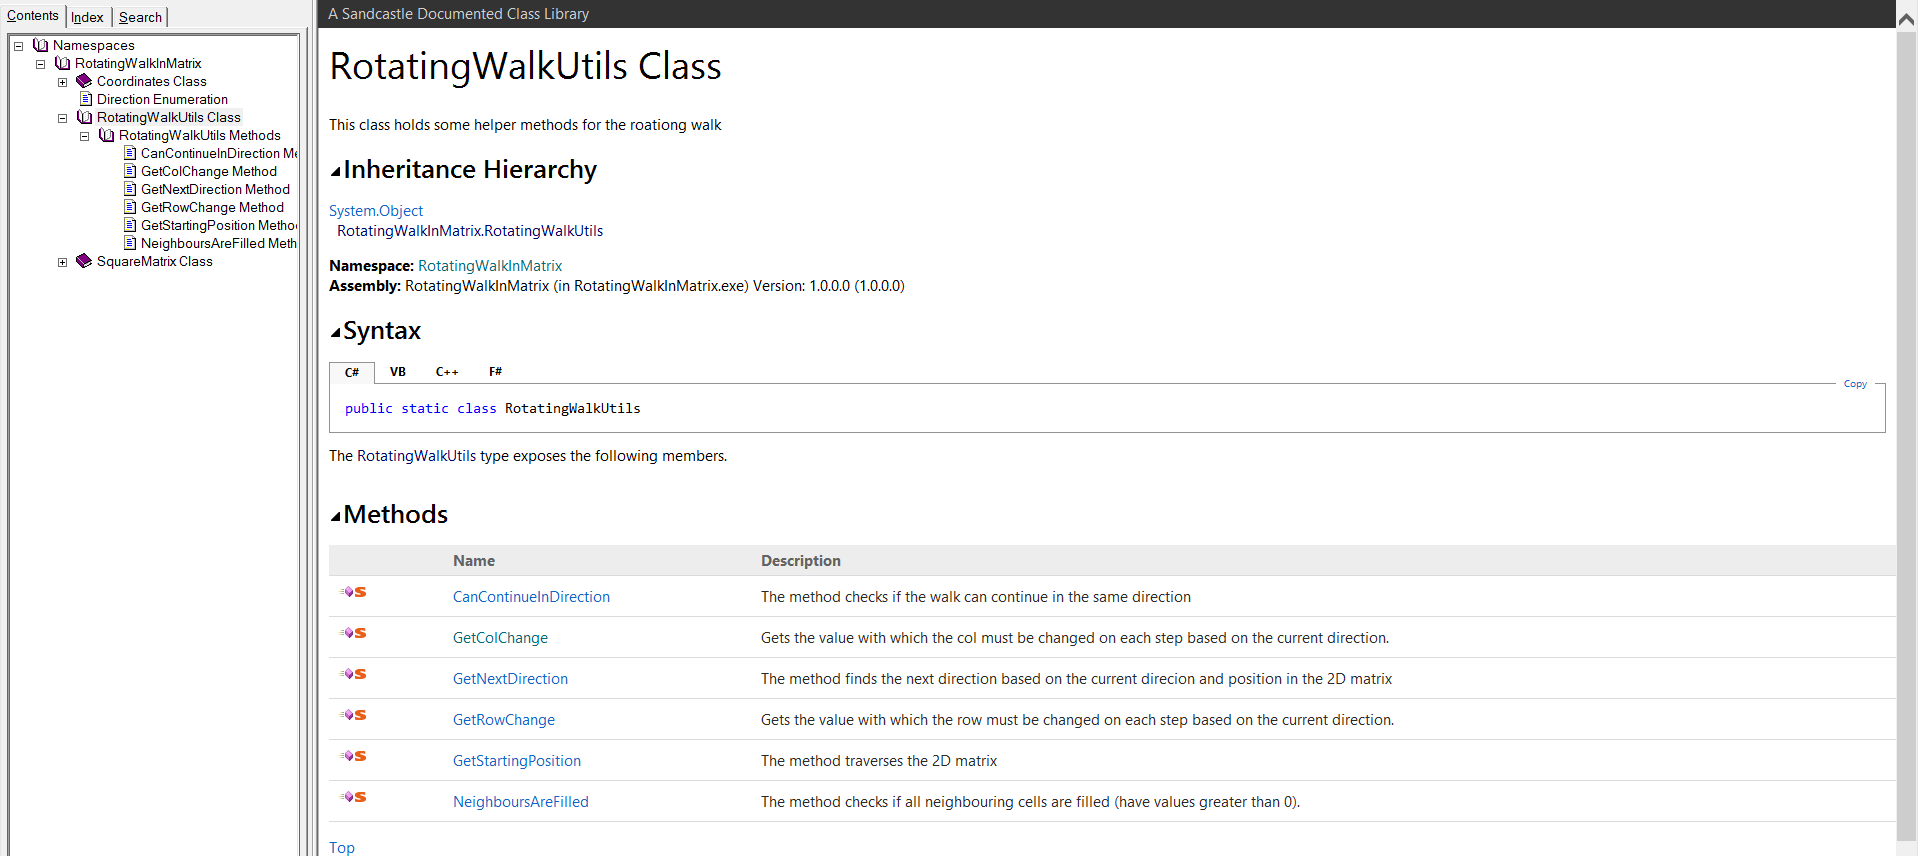 Contents Index Search
Namespaces
RotatingWalkInMatrix
Coordinates Class
Direction Enumeration
RotatingWalkUtils Class
RotatingWalkUtils Methods
CanContinueInDirection Me
GetColChange Method
GetNextDirection Method
GetRowChange Method
GetStartingPosition Metho
NeighboursAreFilled Meth
SquareMatrix Class
A Sandcastle Documented Class Library
RotatingWalkUtils Class
This class holds some helper methods for the roationg walk
Inheritance Hierarchy
System.Object
RotatingWalkInMatrix.RotatingWalkUtils
Namespace: RotatingWalkInMatrix
Assembly: RotatingWalkInMatrix (in RotatingWalkInMatrix.exe) Version: 1.0.0.0 (1.0.0.0)
Syntax
C# VB C++ F#
Copy
public static class RotatingWalkUtils
The RotatingWalkUtils type exposes the following members.
Methods
Name Description
CanContinueInDirection The method checks if the walk can continue in the same direction
GetColChange Gets the value with which the col must be changed on each step based on the current direction.
GetNextDirection The method finds the next direction based on the current direcion and position in the 2D matrix
GetRowChange Gets the value with which the row must be changed on each step based on the current direction.
GetStartingPosition The method traverses the 2D matrix
NeighboursAreFilled The method checks if all neighbouring cells are filled (have values greater than 0).
Top